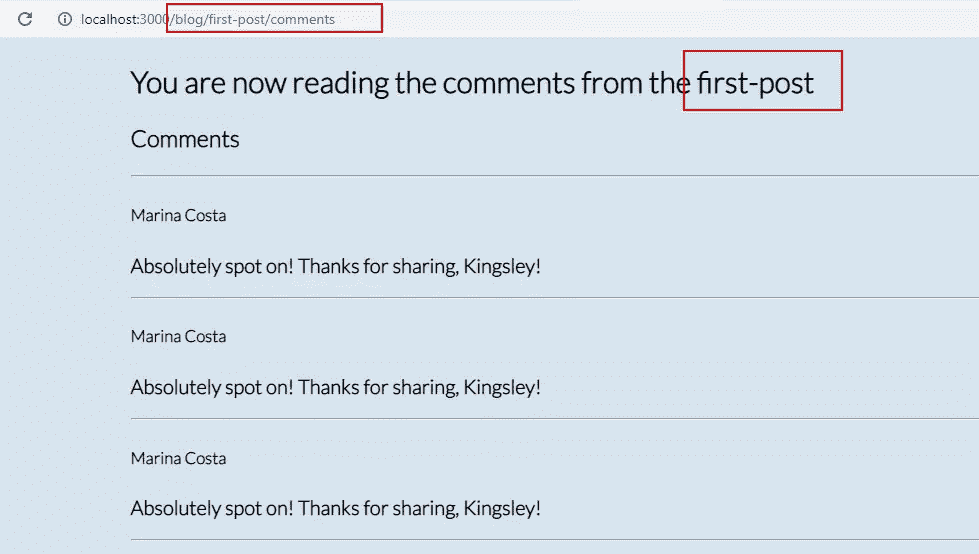 localhost:3000/blog/first-post/comments
You are now reading the comments from the first-post
Comments
Marina Costa
Absolutely spot on! Thanks for sharing, Kingsley!
Marina Costa
Absolutely spot on! Thanks for sharing, Kingsley!
Marina Costa
Absolutely spot on! Thanks for sharing, Kingsley!